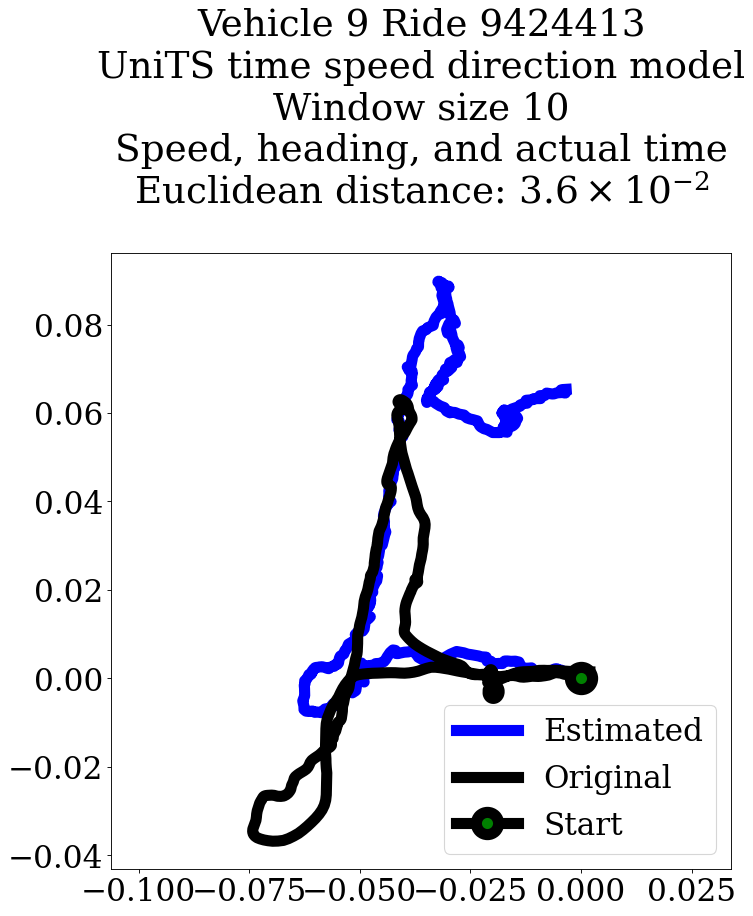 Vehicle 9 Ride 9424413
UniTS time speed direction model
Window size 10
Speed, heading, and actual time
Euclidean distance: 3.6 × 10⁻²
0.08
0.06
0.04
0.02
0.00
−0.02
−0.04
Estimated
Original
Start
−0.100 −0.075 −0.050 −0.025 0.000 0.025